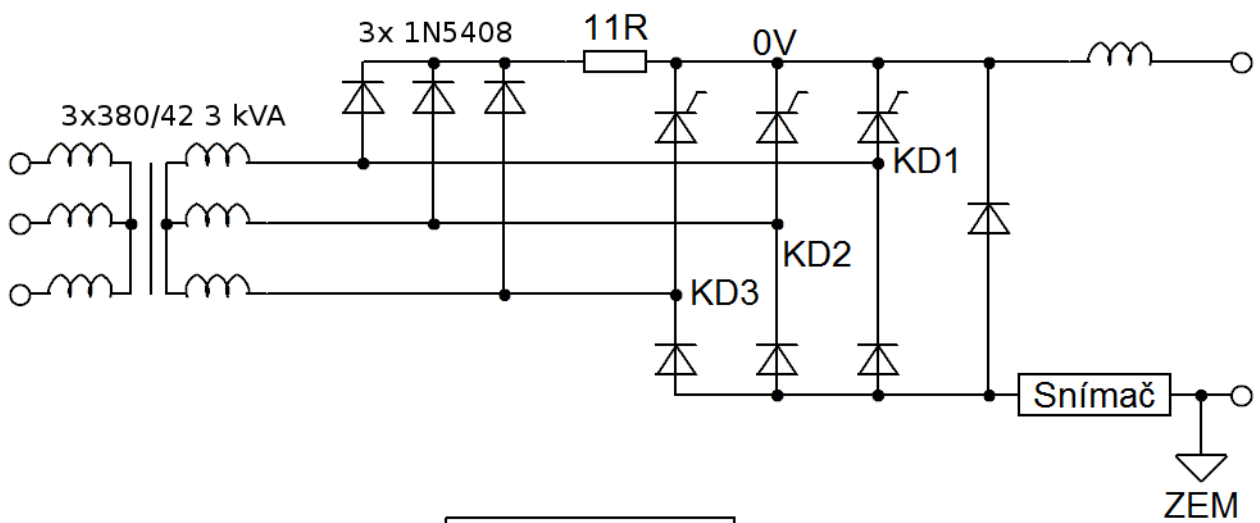 3x 1N5408
11R
0V
3x380/42 3 kVA
KD1
KD2
KD3
Snímač
ZEM